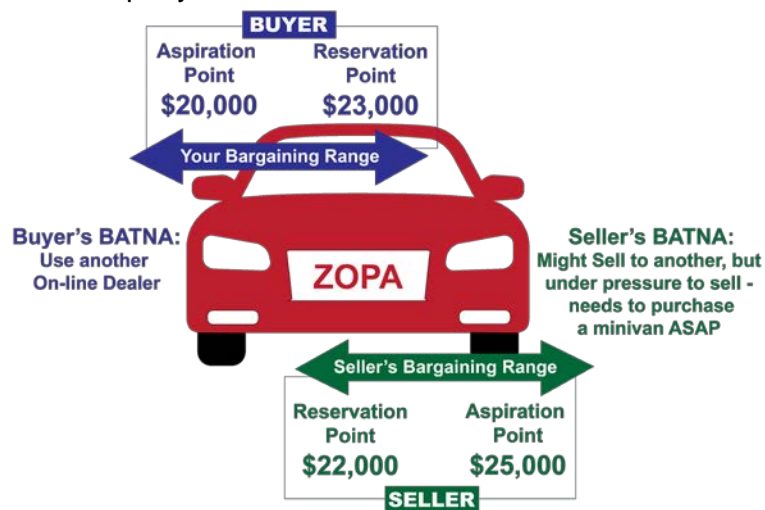 BUYER
Aspiration
Point
$20,000
Reservation
Point
$23,000
Your Bargaining Range
Buyer's BATNA:
Use another
On-line Dealer
ZOPA
Seller's BATNA:
Might Sell to another, but
under pressure to sell -
needs to purchase
a minivan ASAP
Seller's Bargaining Range
Reservation
Point
$22,000
Aspiration
Point
$25,000
SELLER